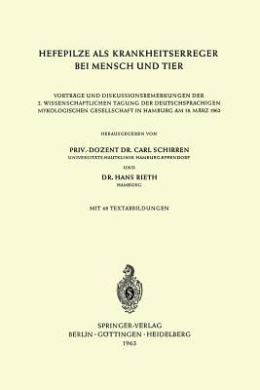 HEFEPILZE ALS KRANKHEITSERREGER
BEI MENSCH UND TIER
VORTRÄGE UND DISKUSSIONSBEMERKUNGEN DER
2. WISSENSCHAFTLICHEN TAGUNG DER DEUTSCHSPRACHIGEN
MYKOLOGISCHEN GESELLSCHAFT IN HAMBURG AM 10. MÄRZ 1962
HERAUSGEGEBEN VON
PRIV.-DOZENT DR. CARL SCHIRREN
UNIVERSITÄTS-HAUTKLINIK HAMBURG-EPPENDORF
UND
DR. HANS RIETH
HAMBURG
MIT 69 TEXTABBILDUNGEN
SPRINGER-VERLAG
BERLIN · GÖTTINGEN · HEIDELBERG
1963